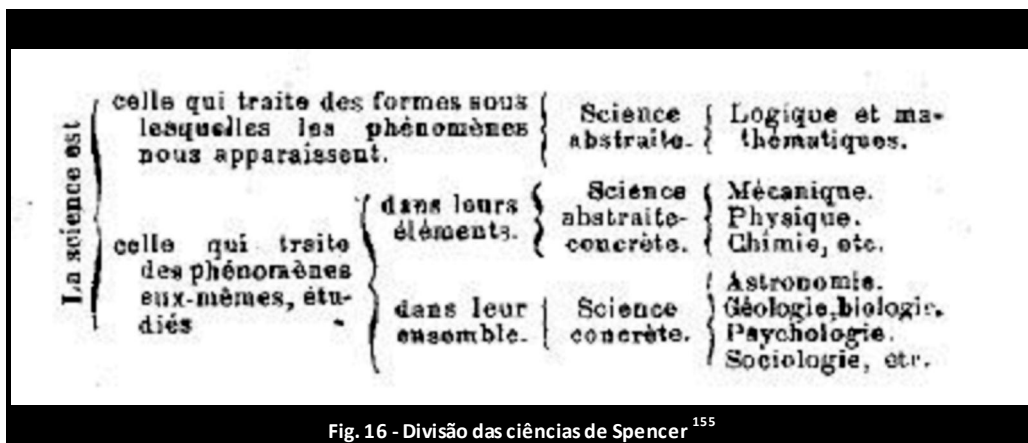 La science est
celle qui traite des formes sous
lesquelles les phénomènes
nous apparaissent.
Science
abstraite.
Logique et ma-
thématiques.
celle qui traite
des phénomènes
eux-mêmes, étu-
diés
dans leurs
éléments.
Science
abstraite-
concrète.
Mécanique.
Physique.
Chimie, etc.
dans leur
ensemble.
Science
concrète.
Astronomie.
Géologie, biologie.
Psychologie.
Sociologie, etc.
Fig. 16 - Divisão das ciências de Spencer 155